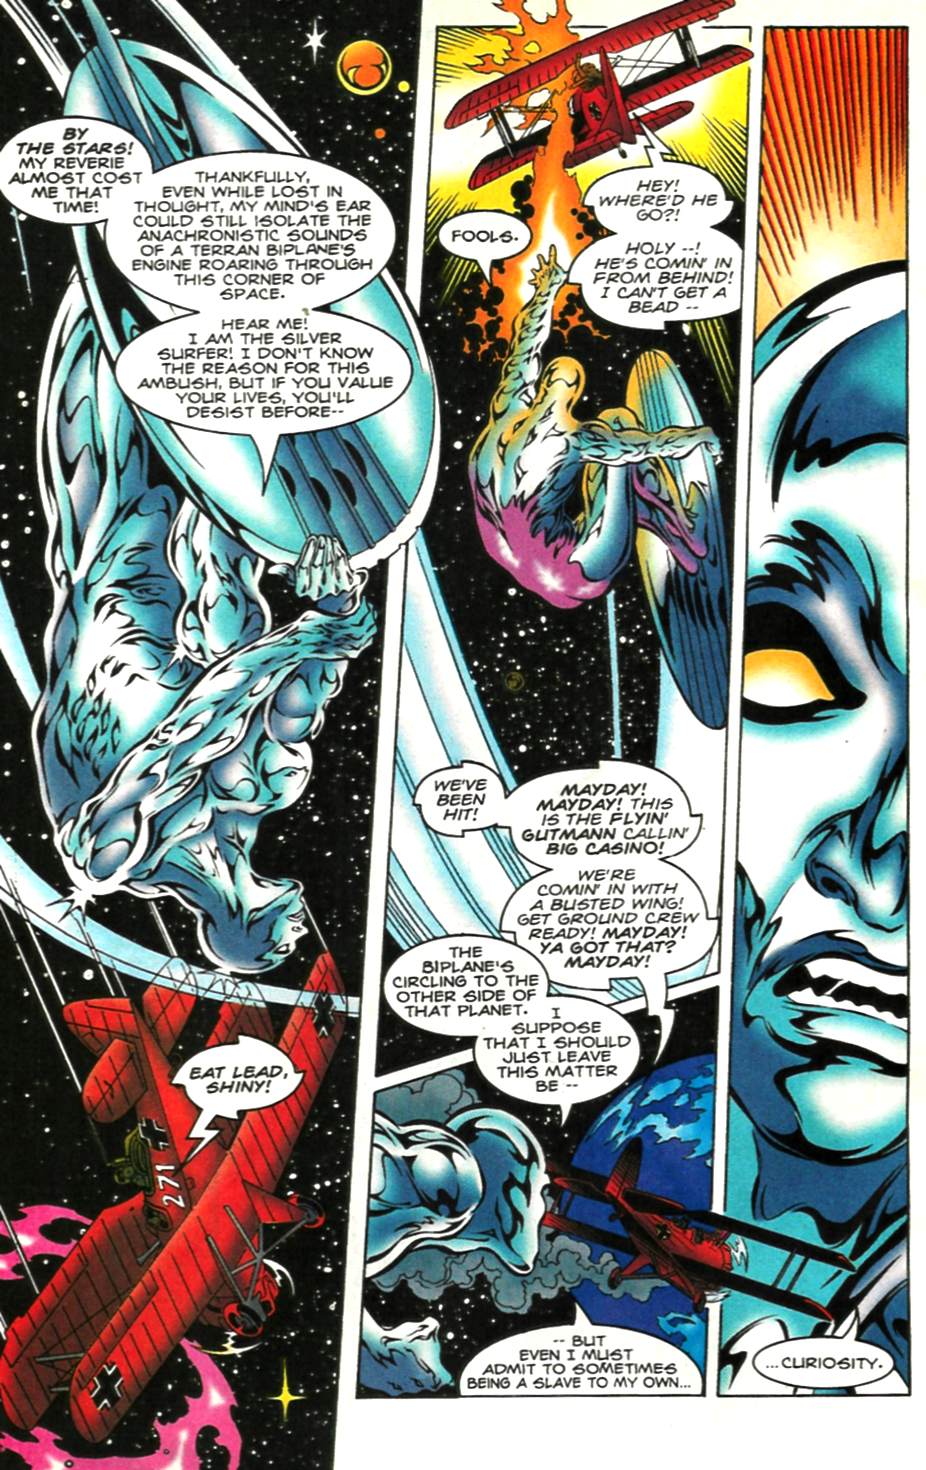 BY
THE STARS!
MY REVERIE
ALMOST COST
ME THAT
TIME!
THANKFULLY,
EVEN WHILE LOST IN
THOUGHT, MY MIND'S EAR
COULD STILL ISOLATE THE
ANACHRONISTIC SOUNDS
OF A TERRAN BIPLANE'S
ENGINE ROARING THROUGH
THIS CORNER OF
SPACE.
HEAR ME!
I AM THE SILVER
SURFER! I DON'T KNOW
THE REASON FOR THIS
AMBUSH, BUT IF YOU VALUE
YOUR LIVES, YOU'LL
DESIST BEFORE--
EAT LEAD,
SHINY!
271
HEY!
WHERE'D HE
GO?!
FOOLS.
HOLY --!
HE'S COMIN' IN
FROM BEHIND!
I CAN'T GET A
BEAD --
WE'VE
BEEN
HIT!
MAYDAY!
MAYDAY! THIS
IS THE FLYIN'
GUTMANN CALLIN'
BIG CASINO!
WE'RE
COMIN' IN WITH
A BUSTED WING!
GET GROUND CREW
READY! MAYDAY!
YA GOT THAT?
MAYDAY!
THE
BIPLANE'S
CIRCLING TO THE
OTHER SIDE OF
THAT PLANET.
I
SUPPOSE
THAT I SHOULD
JUST LEAVE
THIS MATTER
BE --
-- BUT
EVEN I MUST
ADMIT TO SOMETIMES
BEING A SLAVE TO MY OWN...
...CURIOSITY.